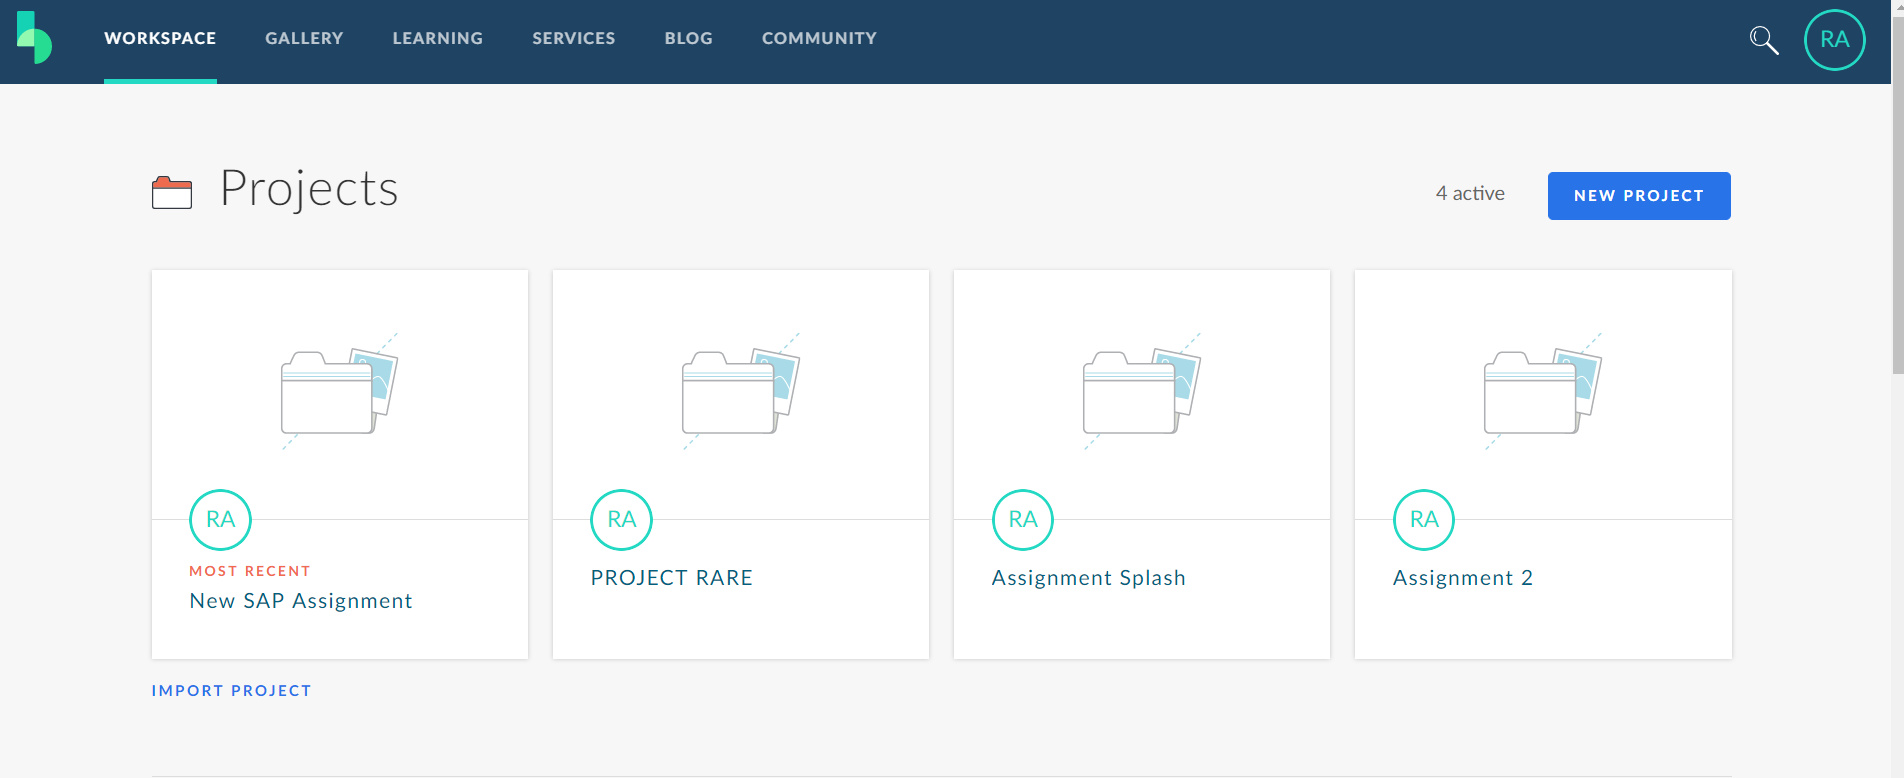 WORKSPACE GALLERY LEARNING SERVICES BLOG COMMUNITY RA
Projects 4 active NEW PROJECT
RA RA RA RA
MOST RECENT
New SAP Assignment PROJECT RARE Assignment Splash Assignment 2
IMPORT PROJECT